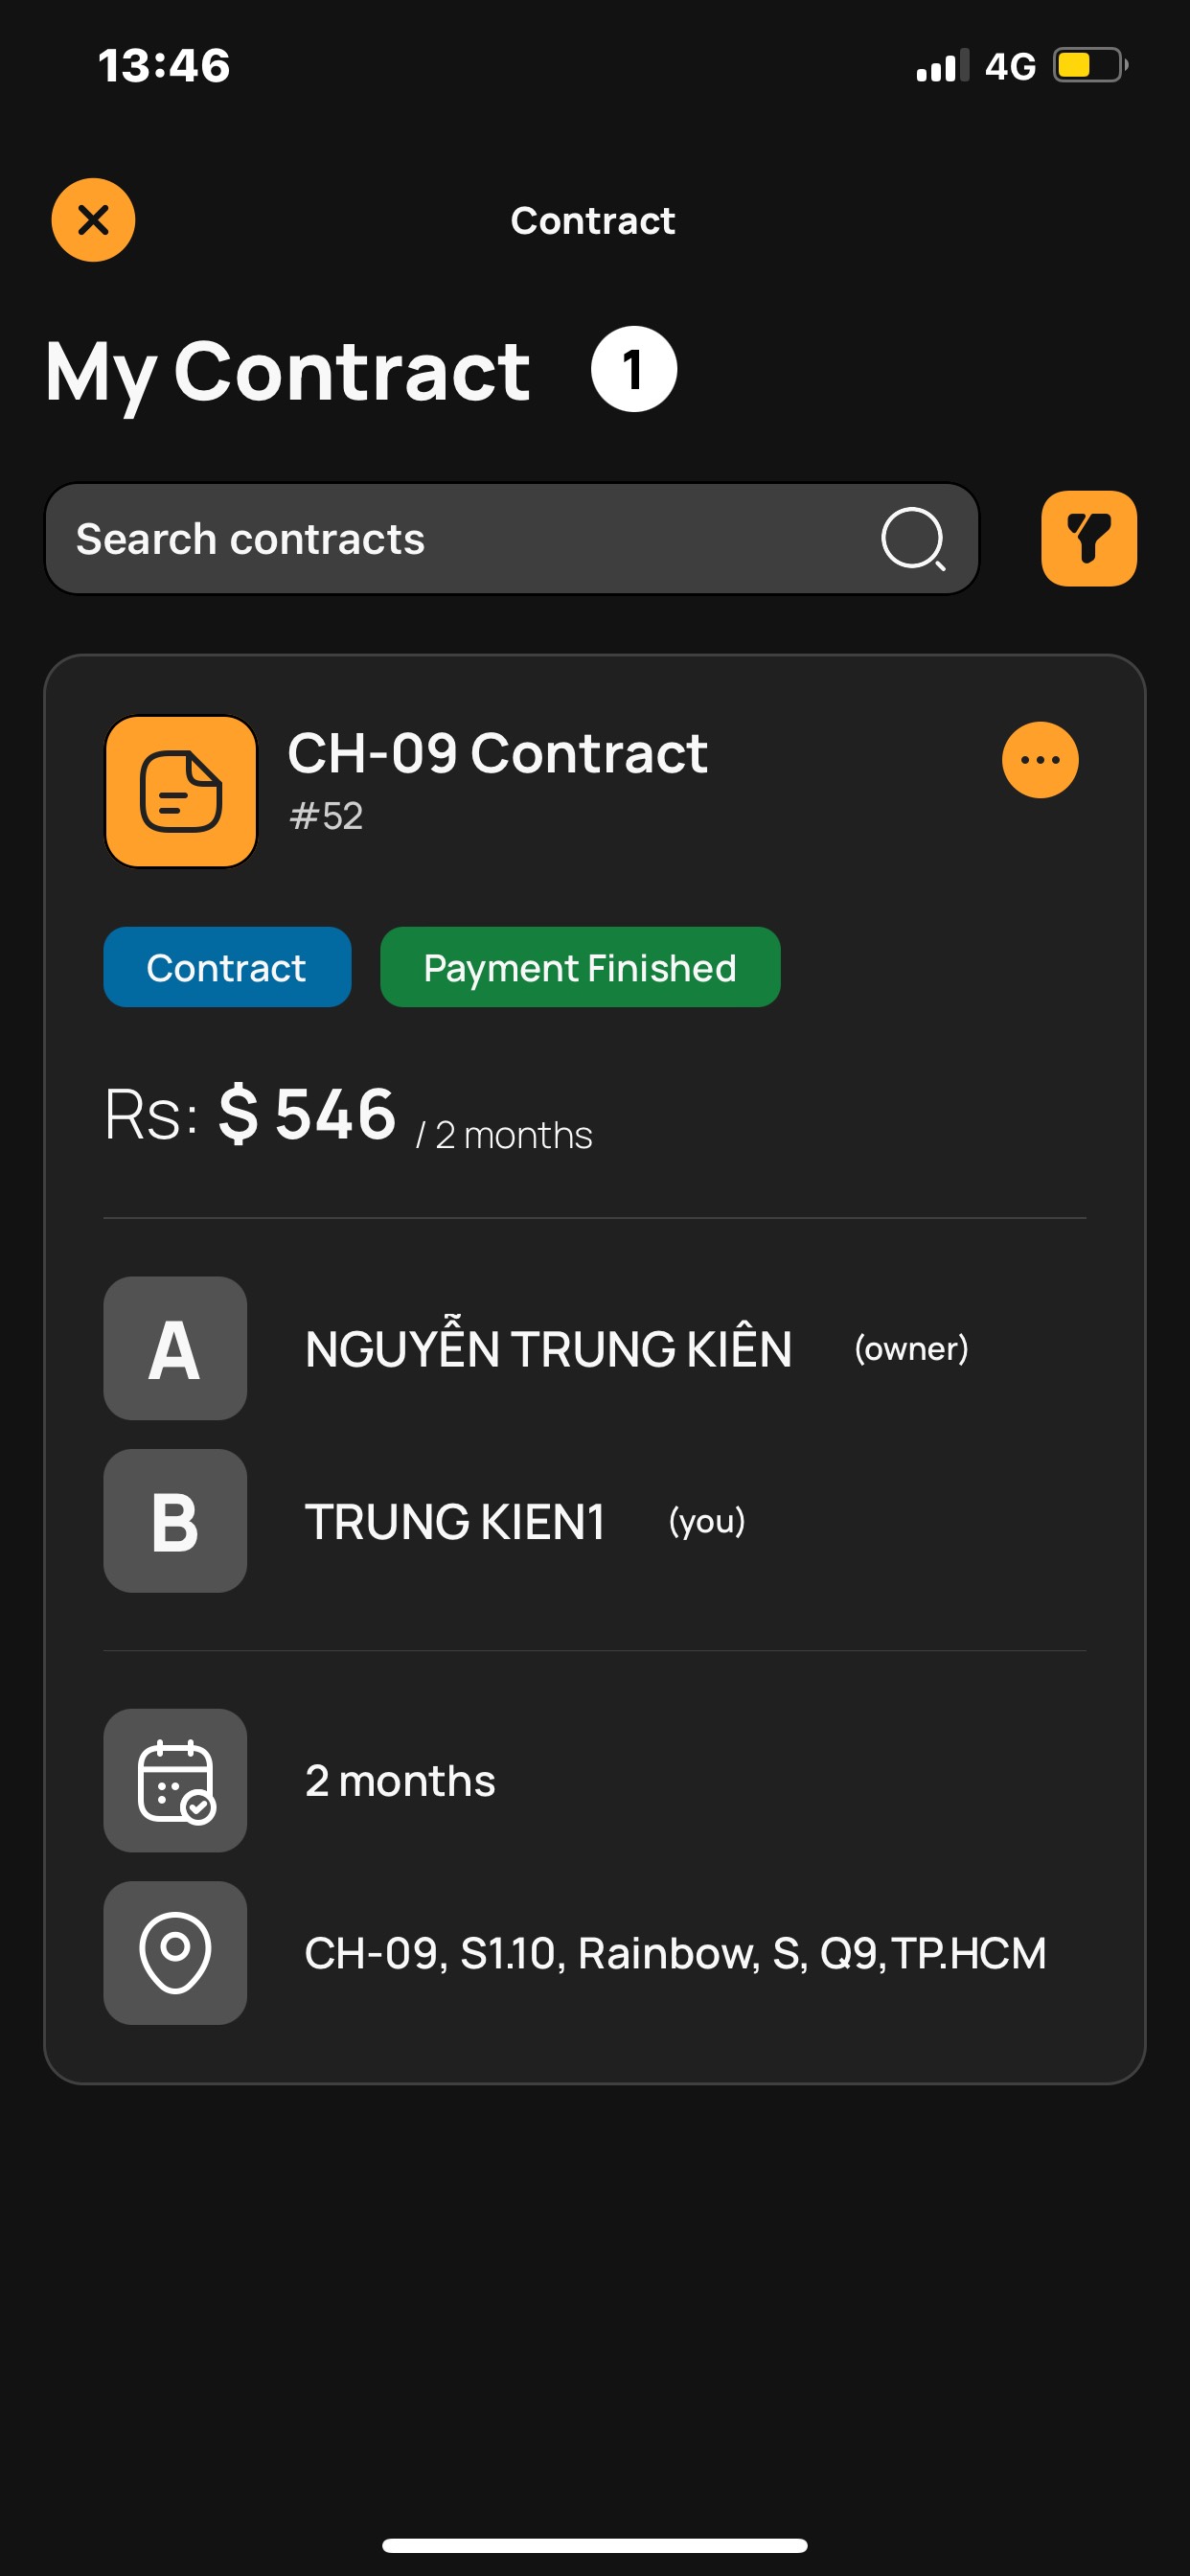 13:46 4G
Contract
My Contract 1
Search contracts
CH-09 Contract
#52
Contract Payment Finished
Rs: $ 546 / 2 months
A NGUYỄN TRUNG KIÊN (owner)
B TRUNG KIEN1 (you)
2 months
CH-09, S1.10, Rainbow, S, Q9,TP.HCM